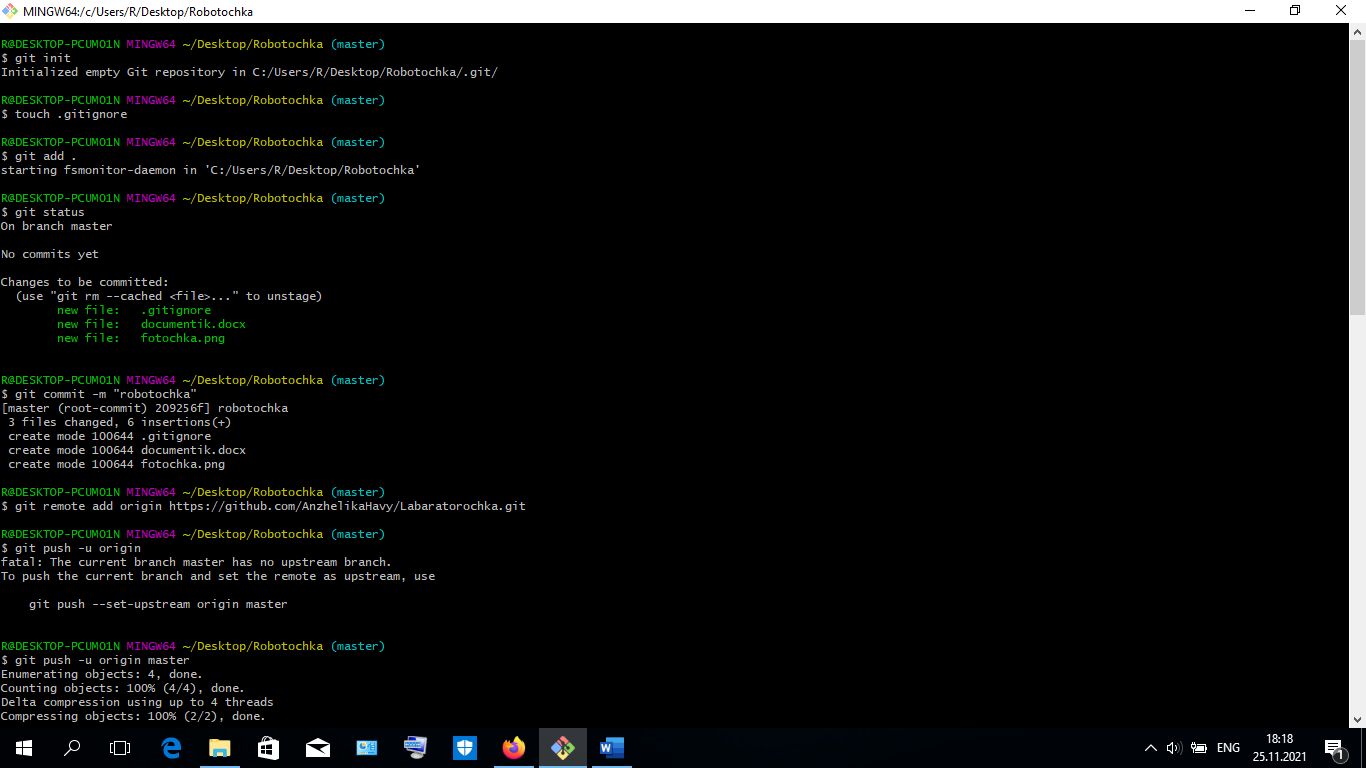 MINGW64:/c/Users/R/Desktop/Robotochka
R@DESKTOP-PCUMO1N MINGW64 ~/Desktop/Robotochka (master)
$ git init
Initialized empty Git repository in C:/Users/R/Desktop/Robotochka/.git/
R@DESKTOP-PCUMO1N MINGW64 ~/Desktop/Robotochka (master)
$ touch .gitignore
R@DESKTOP-PCUMO1N MINGW64 ~/Desktop/Robotochka (master)
$ git add .
starting fsmonitor-daemon in 'C:/Users/R/Desktop/Robotochka'
R@DESKTOP-PCUMO1N MINGW64 ~/Desktop/Robotochka (master)
$ git status
On branch master
No commits yet
Changes to be committed:
(use "git rm --cached <file>..." to unstage)
new file: .gitignore
new file: documentik.docx
new file: fotochka.png
R@DESKTOP-PCUMO1N MINGW64 ~/Desktop/Robotochka (master)
$ git commit -m "robotochka"
[master (root-commit) 209256f] robotochka
3 files changed, 6 insertions(+)
create mode 100644 .gitignore
create mode 100644 documentik.docx
create mode 100644 fotochka.png
R@DESKTOP-PCUMO1N MINGW64 ~/Desktop/Robotochka (master)
$ git remote add origin https://github.com/AnzhelikaHavy/Labaratorochka.git
R@DESKTOP-PCUMO1N MINGW64 ~/Desktop/Robotochka (master)
$ git push -u origin
fatal: The current branch master has no upstream branch.
To push the current branch and set the remote as upstream, use
git push --set-upstream origin master
R@DESKTOP-PCUMO1N MINGW64 ~/Desktop/Robotochka (master)
$ git push -u origin master
Enumerating objects: 4, done.
Counting objects: 100% (4/4), done.
Delta compression using up to 4 threads
Compressing objects: 100% (2/2), done.
ENG
18:18
25.11.2021
1